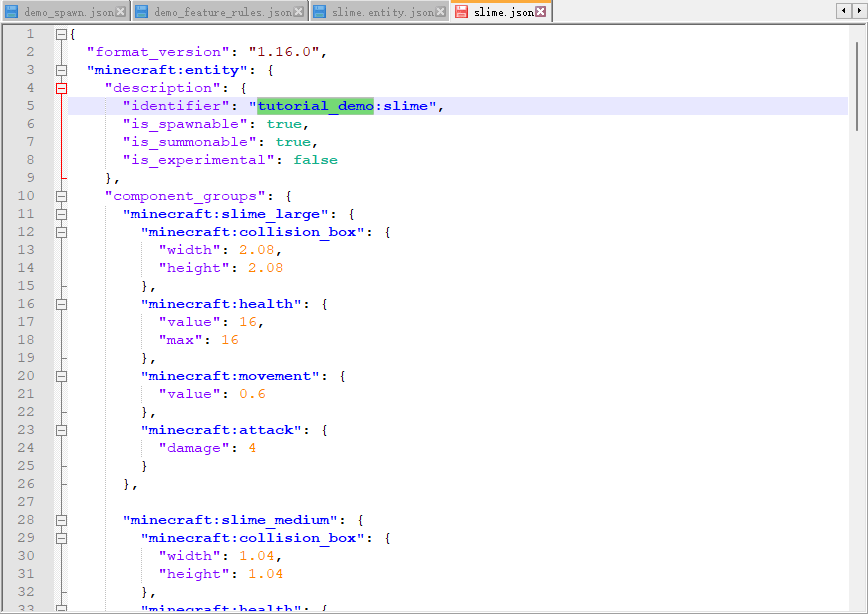 demo_spawn.json demo_feature_rules.json slime.entity.json slime.json
1 {
2 "format_version": "1.16.0",
3 "minecraft:entity": {
4 "description": {
5 "identifier": "tutorial_demo:slime",
6 "is_spawnable": true,
7 "is_summonable": true,
8 "is_experimental": false
9 },
10 "component_groups": {
11 "minecraft:slime_large": {
12 "minecraft:collision_box": {
13 "width": 2.08,
14 "height": 2.08
15 },
16 "minecraft:health": {
17 "value": 16,
18 "max": 16
19 },
20 "minecraft:movement": {
21 "value": 0.6
22 },
23 "minecraft:attack": {
24 "damage": 4
25 }
26 },
27
28 "minecraft:slime_medium": {
29 "minecraft:collision_box": {
30 "width": 1.04,
31 "height": 1.04
32 },
33 "minecraft:health": {